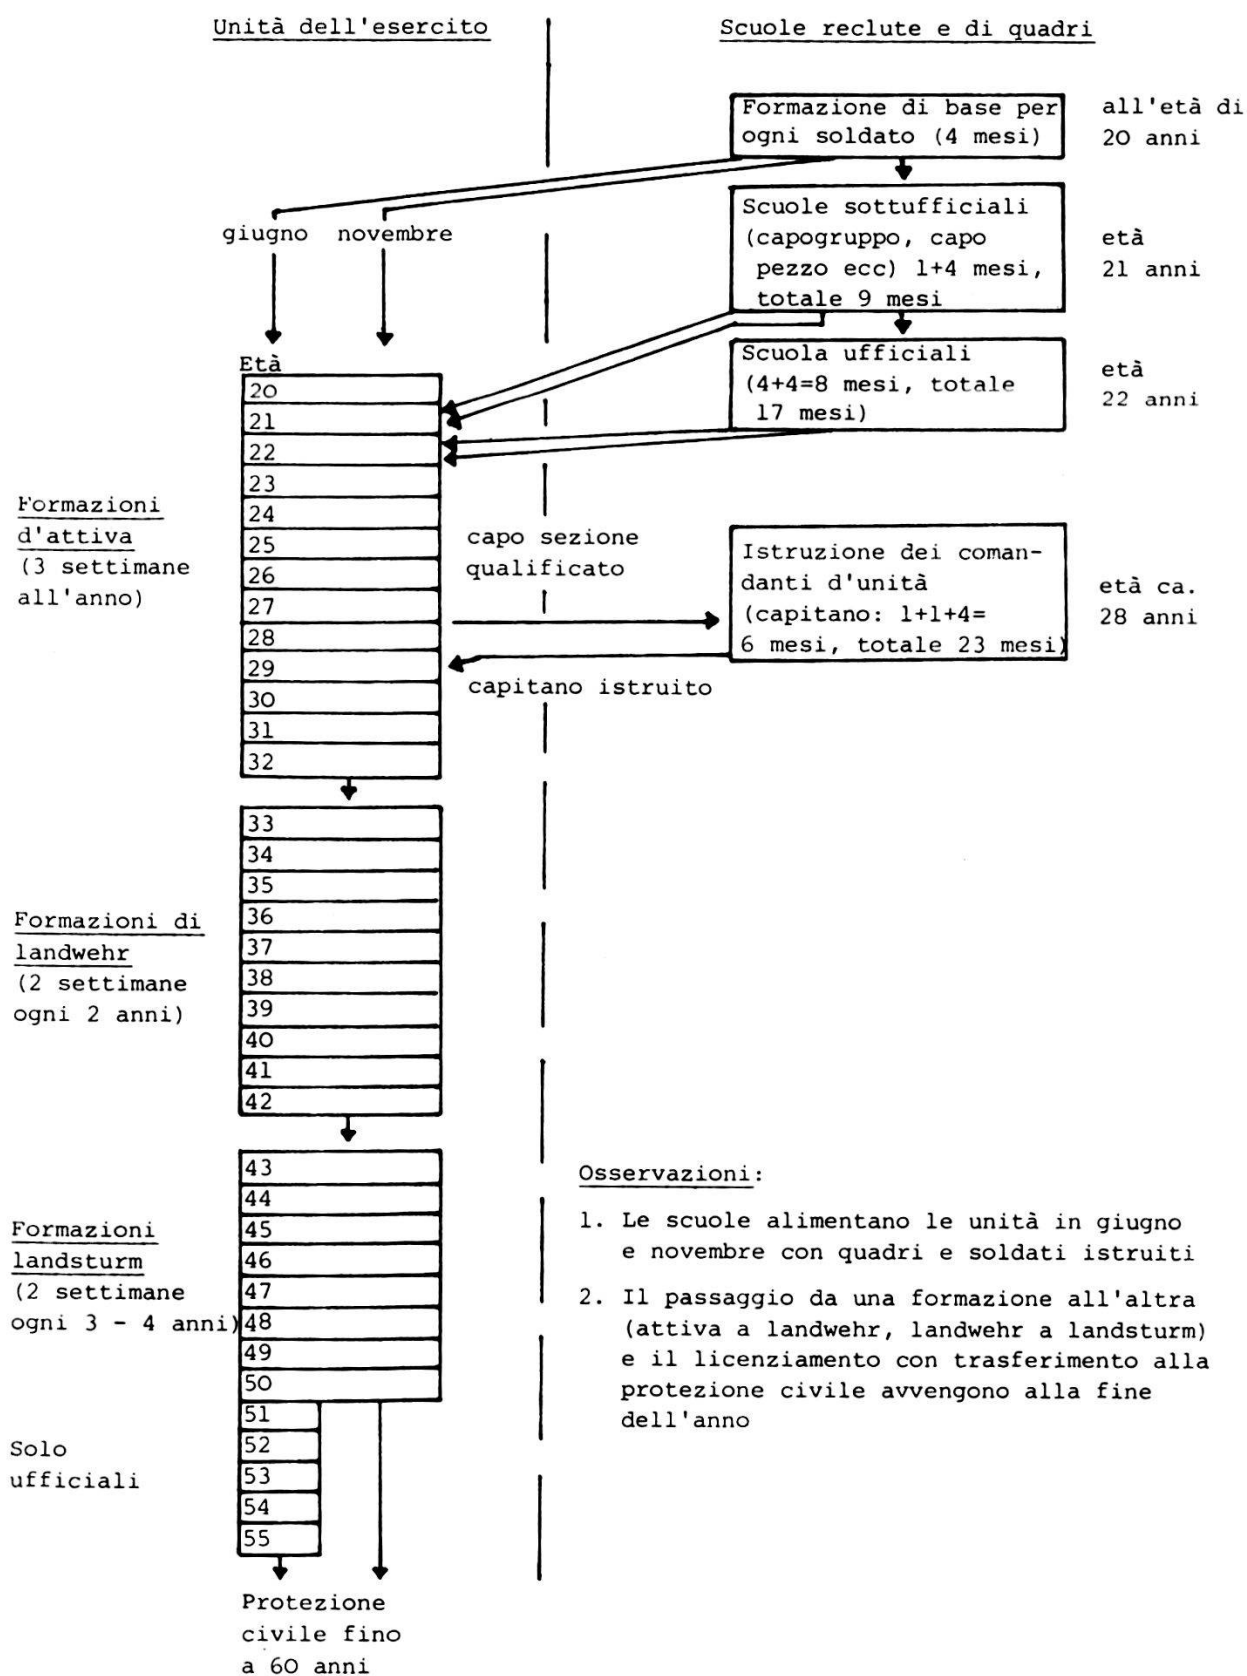 Unità dell'esercito
Scuole reclute e di quadri
Formazione di base per
ogni soldato (4 mesi)
all'età di
20 anni
giugno novembre
Scuole sottufficiali
(capogruppo, capo
pezzo ecc) 1+4 mesi,
totale 9 mesi
età
21 anni
Scuola ufficiali
(4+4=8 mesi, totale
17 mesi)
età
22 anni
Età
20
21
22
23
24
25
26
27
28
29
30
31
32
Formazioni
d'attiva
(3 settimane
all'anno)
capo sezione
qualificato
Istruzione dei coman-
danti d'unità
(capitano: 1+1+4=
6 mesi, totale 23 mesi)
età ca.
28 anni
capitano istruito
33
34
35
36
37
38
39
40
41
42
Formazioni di
landwehr
(2 settimane
ogni 2 anni)
43
44
45
46
47
48
49
50
Formazioni
landsturm
(2 settimane
ogni 3 - 4 anni)
51
52
53
54
55
Solo
ufficiali
Protezione
civile fino
a 60 anni
Osservazioni:
1. Le scuole alimentano le unità in giugno
e novembre con quadri e soldati istruiti
2. Il passaggio da una formazione all'altra
(attiva a landwehr, landwehr a landsturm)
e il licenziamento con trasferimento alla
protezione civile avvengono alla fine
dell'anno